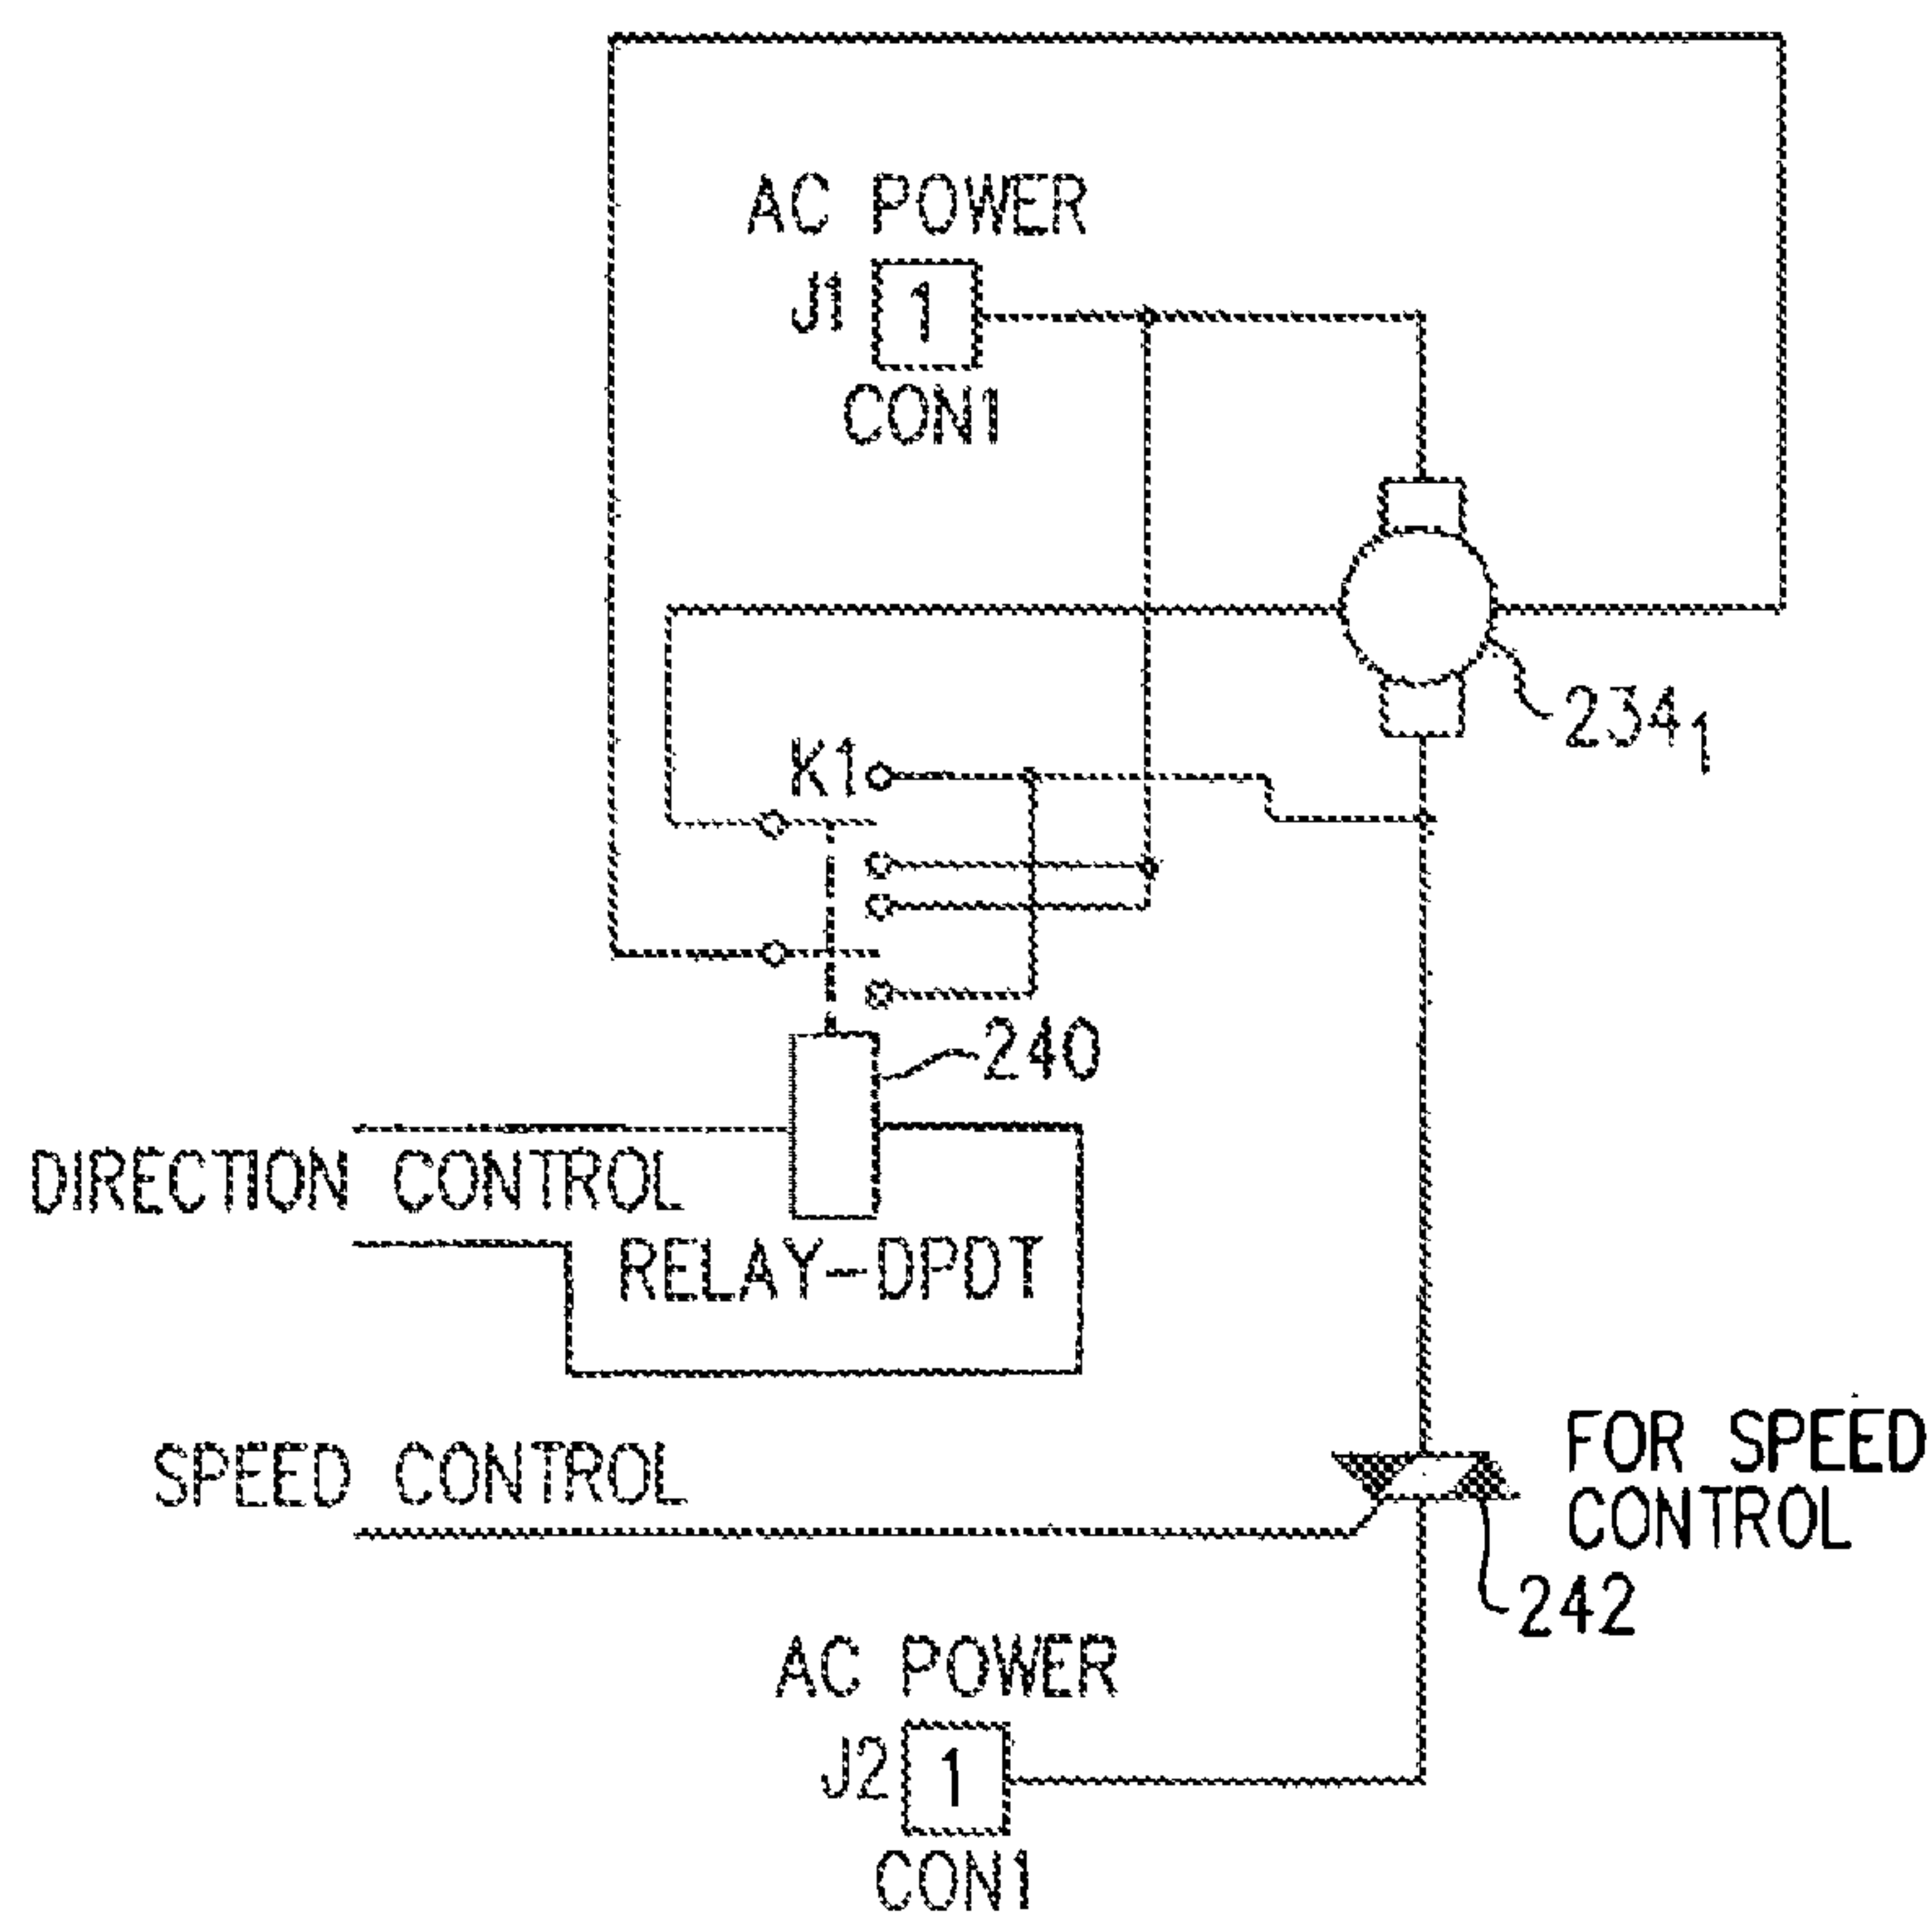 AC POWER
J1 1
CON1
234₁
K1
240
DIRECTION CONTROL
RELAY-DPDT
SPEED CONTROL
FOR SPEED
CONTROL
242
AC POWER
J2 1
CON1